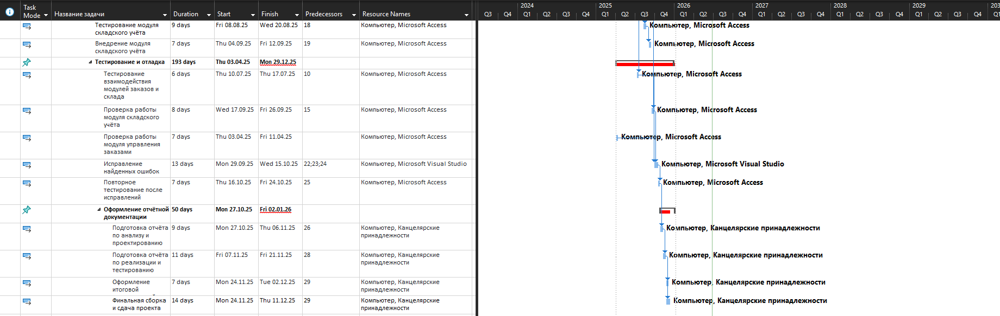 Task Mode Название задачи Duration Start Finish Predecessors Resource Names
2024 2025 2026 2027 2028 2029
Q3 Q4 Q1 Q2 Q3 Q4 Q1 Q2 Q3 Q4 Q1 Q2 Q3 Q4 Q1 Q2 Q3 Q4 Q1 Q2 Q3 Q4 Q1 Q2 Q3 Q4
Тестирование модуля 9 days Fri 08.08.25 Wed 20.08.25 18 Компьютер, Microsoft Access Компьютер, Microsoft Access
складского учёта
Внедрение модуля 7 days Thu 04.09.25 Fri 12.09.25 19 Компьютер, Microsoft Access Компьютер, Microsoft Access
складского учёта
Тестирование и отладка 193 days Thu 03.04.25 Mon 29.12.25
Тестирование 6 days Thu 10.07.25 Thu 17.07.25 10 Компьютер, Microsoft Access Компьютер, Microsoft Access
взаимодействия
модулей заказов и
склада
Проверка работы 8 days Wed 17.09.25 Fri 26.09.25 15 Компьютер, Microsoft Access Компьютер, Microsoft Access
модуля складского
учёта
Проверка работы 7 days Thu 03.04.25 Fri 11.04.25 Компьютер, Microsoft Access Компьютер, Microsoft Access
модуля управления
заказами
Исправление 13 days Mon 29.09.25 Wed 15.10.25 22;23;24 Компьютер, Microsoft Visual Studio Компьютер, Microsoft Visual Studio
найденных ошибок
Повторное 7 days Thu 16.10.25 Fri 24.10.25 25 Компьютер, Microsoft Access Компьютер, Microsoft Access
тестирование после
исправлений
Оформление отчётной 50 days Mon 27.10.25 Fri 02.01.26
документации
Подготовка отчёта 9 days Mon 27.10.25 Thu 06.11.25 26 Компьютер, Канцелярские Компьютер, Канцелярские принадлежности
по анализу и принадлежности
проектированию
Подготовка отчёта 11 days Fri 07.11.25 Fri 21.11.25 28 Компьютер, Канцелярские Компьютер, Канцелярские принадлежности
по реализации и принадлежности
тестированию
Оформление 7 days Mon 24.11.25 Tue 02.12.25 29 Компьютер, Канцелярские Компьютер, Канцелярские принадлежности
итоговой принадлежности
Финальная сборка 14 days Mon 24.11.25 Thu 11.12.25 29 Компьютер, Канцелярские Компьютер, Канцелярские принадлежности
и сдача проекта принадлежности